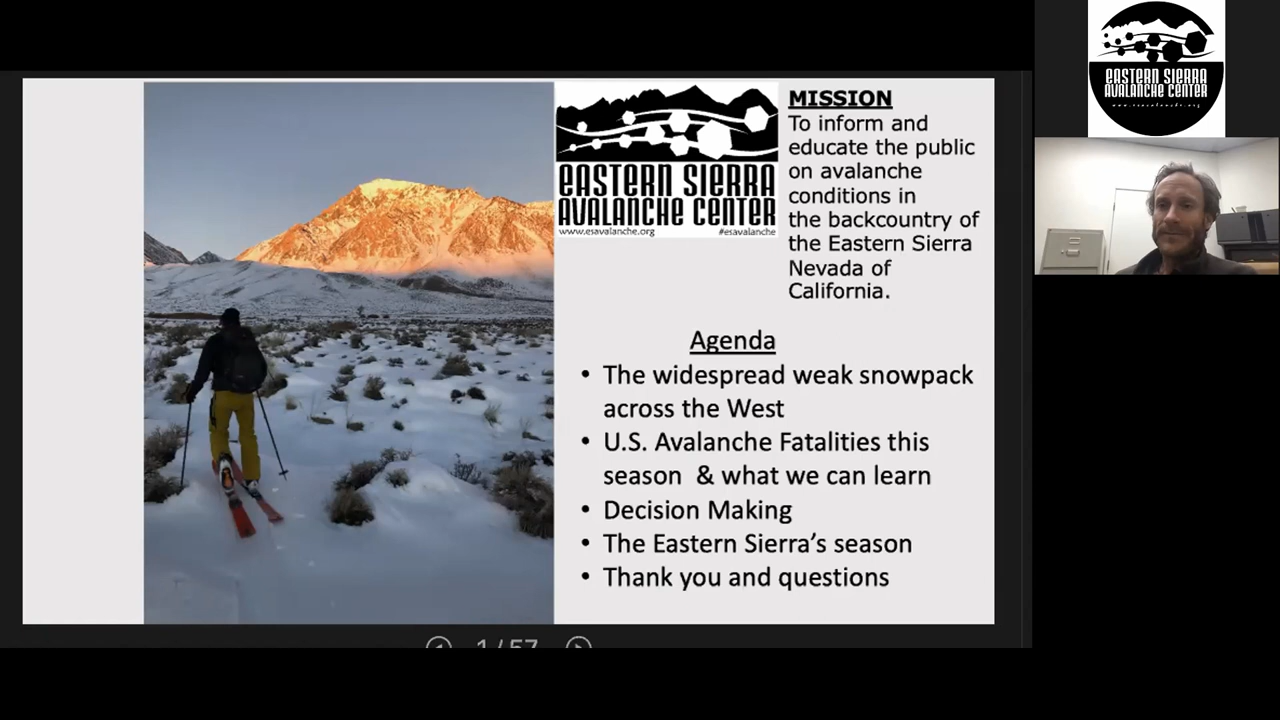 EASTERN SIERRA
AVALANCHE CENTER
www.esavalanche.org #esavalanche
MISSION
To inform and
educate the public
on avalanche
conditions in
the backcountry of
the Eastern Sierra
Nevada of
California.
Agenda
• The widespread weak snowpack
across the West
• U.S. Avalanche Fatalities this
season & what we can learn
• Decision Making
• The Eastern Sierra's season
• Thank you and questions
1 / 57
EASTERN SIERRA
AVALANCHE CENTER
www.esavalanche.org